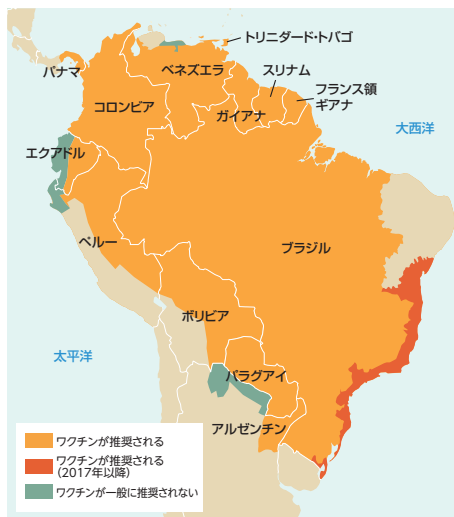 トリニダード・トバゴ
パナマ
ベネズエラ
スリナム
フランス領
ギアナ
コロンビア
ガイアナ
大西洋
エクアドル
ペルー
ブラジル
ボリビア
太平洋
パラグアイ
アルゼンチン
ワクチンが推奨される
ワクチンが推奨される
（2017年以降）
ワクチンが一般に推奨されない